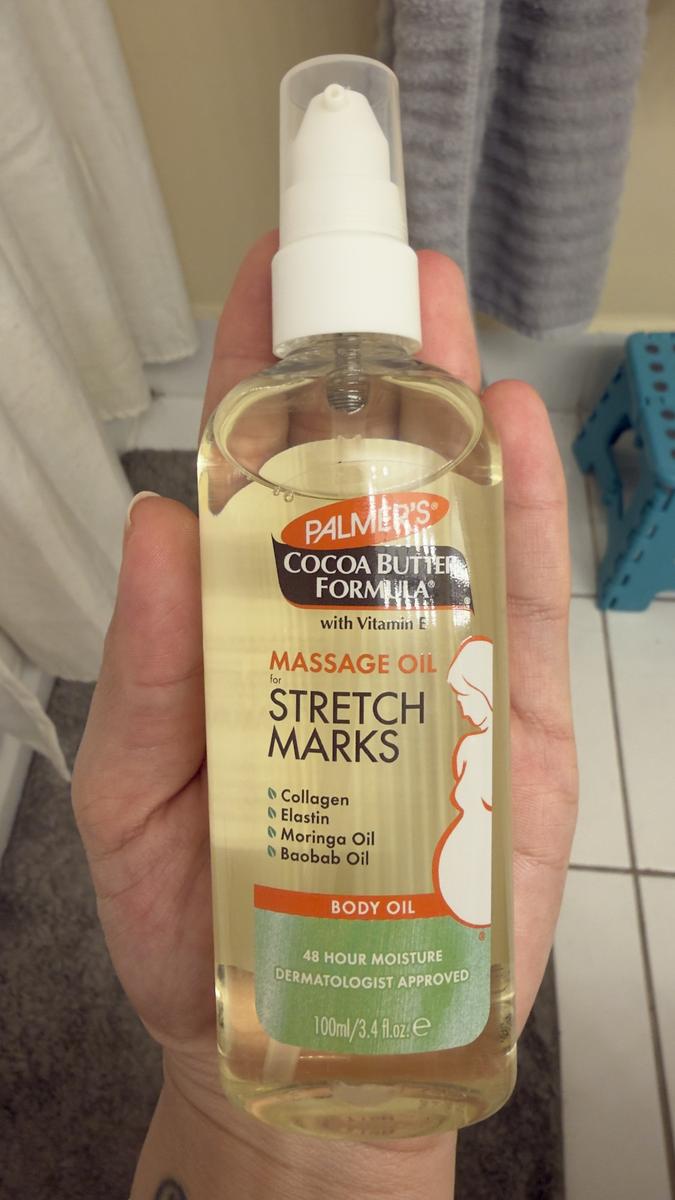 PALMER'S®
COCOA BUTTER
FORMULA®
with Vitamin E
MASSAGE OIL
for
STRETCH
MARKS
Collagen
Elastin
Moringa Oil
Baobab Oil
BODY OIL
48 HOUR MOISTURE
DERMATOLOGIST APPROVED
100ml/3.4 fl.oz. ℮